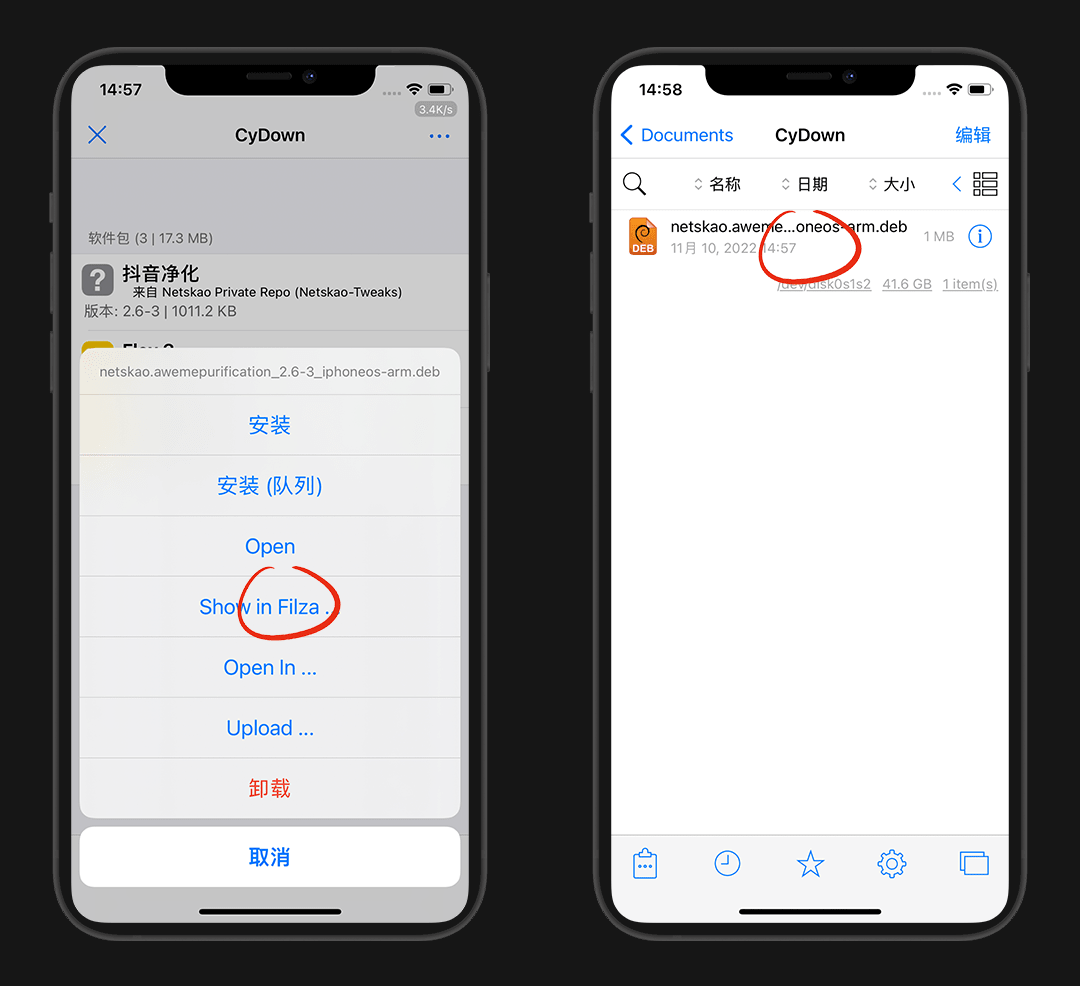 14:57
3.4K/s
CyDown
软件包 (3 | 17.3 MB)
?
抖音净化
来自 Netskao Private Repo (Netskao-Tweaks)
版本: 2.6-3 | 1011.2 KB
netskao.awemepurification_2.6-3_iphoneos-arm.deb
安装
安装 (队列)
Open
Show in Filza ...
Open In ...
Upload ...
卸载
取消
14:58
Documents
CyDown
编辑
名称
日期
大小
netskao.aweme...oneos-arm.deb
DEB
11月 10, 2022 14:57
1 MB
/dev/disk0s1s2 41.6 GB 1 item(s)